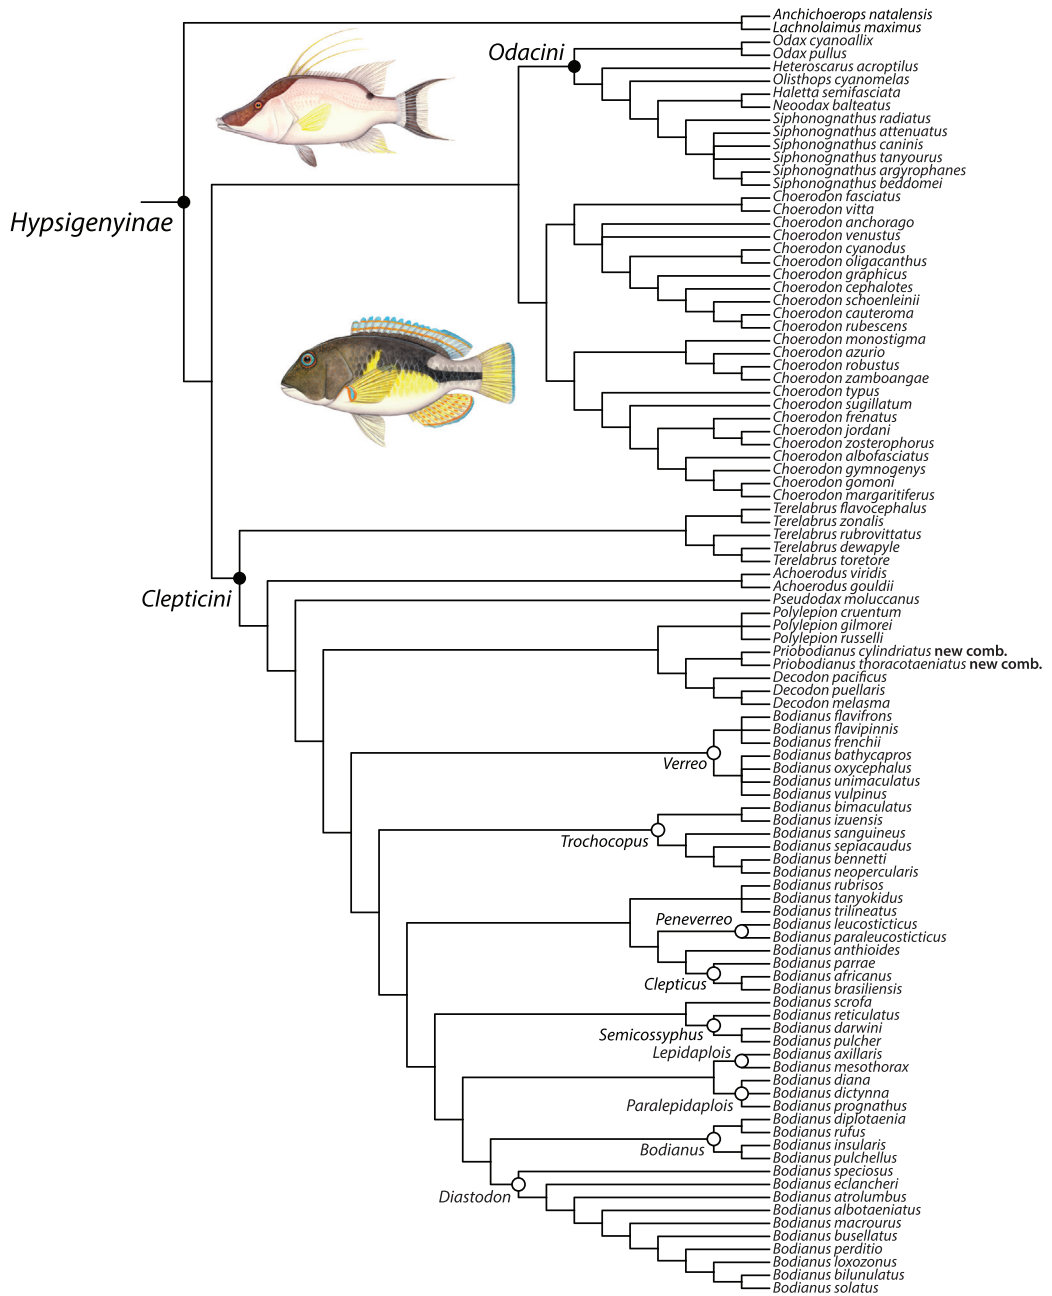 Anchichoerops natalensis
Lachnolaimus maximus
Odax cyanoallix
Odacini
Odax pullus
Heteroscarus acroptilus
Olisthops cyanomelas
Haletta semifasciata
Neoodax balteatus
Siphonognathus radiatus
Siphonognathus attenuatus
Siphonognathus caninis
Siphonognathus tanyourus
Siphonognathus argyrophanes
Siphonognathus beddomei
Choerodon fasciatus
Choerodon vitta
Hypsigenyinae
Choerodon anchorago
Choerodon venustus
Choerodon cyanodus
Choerodon oligacanthus
Choerodon graphicus
Choerodon cephalotes
Choerodon schoenleinii
Choerodon cauteroma
Choerodon rubescens
Choerodon monostigma
Choerodon azurio
Choerodon robustus
Choerodon zamboangae
Choerodon typus
Choerodon sugillatum
Choerodon frenatus
Choerodon jordani
Choerodon zosterophorus
Choerodon albofasciatus
Choerodon gymnogenys
Choerodon gomoni
Choerodon margaritiferus
Terelabrus flavocephalus
Terelabrus zonalis
Terelabrus rubrovittatus
Terelabrus dewapyle
Terelabrus toretore
Achoerodus viridis
Achoerodus gouldii
Clepticini
Pseudodax moluccanus
Polylepion cruentum
Polylepion gilmorei
Polylepion russelli
Priobodianus cylindriatus new comb.
Priobodianus thoracotaeniatus new comb.
Decodon pacificus
Decodon puellaris
Decodon melasma
Bodianus flavifrons
Bodianus flavipinnis
Bodianus frenchii
Bodianus bathycapros
Verreo
Bodianus oxycephalus
Bodianus unimaculatus
Bodianus vulpinus
Bodianus bimaculatus
Bodianus izuensis
Bodianus sanguineus
Trochocopus
Bodianus sepiacaudus
Bodianus bennetti
Bodianus neopercularis
Bodianus rubrisos
Bodianus tanyokidus
Bodianus trilineatus
Peneverreo
Bodianus leucosticticus
Bodianus paraleucosticticus
Bodianus anthioides
Bodianus parrae
Bodianus africanus
Clepticus
Bodianus brasiliensis
Bodianus scrofa
Bodianus reticulatus
Bodianus darwini
Semicossyphus
Bodianus pulcher
Lepidaplois
Bodianus axillaris
Bodianus mesothorax
Bodianus diana
Bodianus dictynna
Paralepidaplois
Bodianus prognathus
Bodianus diplotaenia
Bodianus rufus
Bodianus insularis
Bodianus
Bodianus pulchellus
Bodianus speciosus
Bodianus eclancheri
Diastodon
Bodianus atrolumbus
Bodianus albotaeniatus
Bodianus macrourus
Bodianus busellatus
Bodianus perditio
Bodianus loxozonus
Bodianus bilunulatus
Bodianus solatus